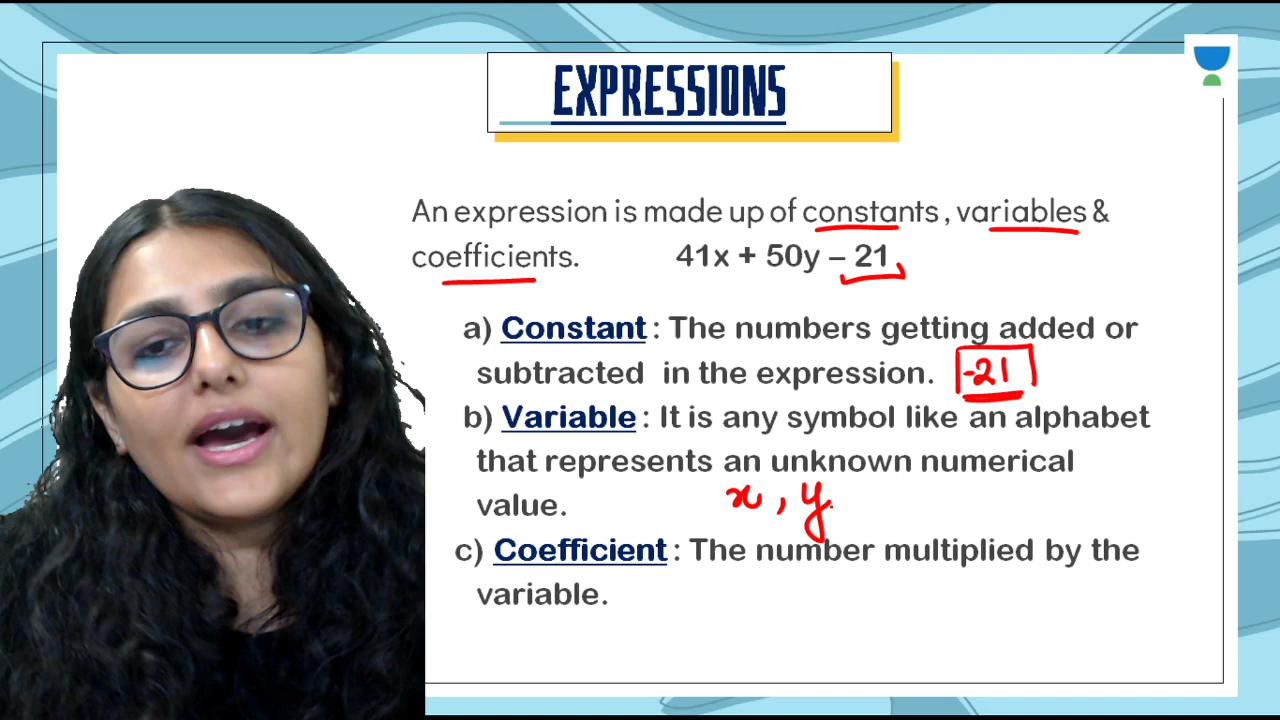 EXPRESSIONS
An expression is made up of constants , variables &
coefficients. 41x + 50y – 21
a) Constant : The numbers getting added or
subtracted in the expression. -21
b) Variable : It is any symbol like an alphabet
that represents an unknown numerical
value. x , y
c) Coefficient : The number multiplied by the
variable.